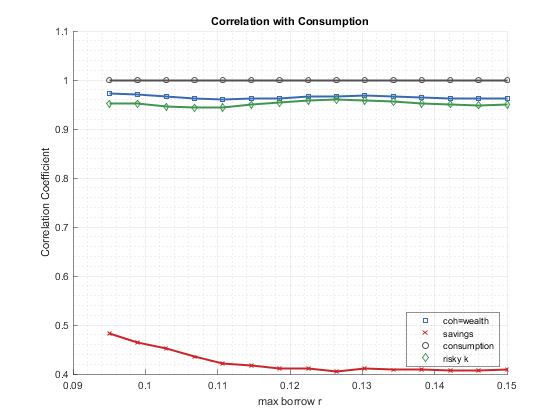 Correlation with Consumption
1.1
1
0.9
0.8
0.7
0.6
0.5
0.4
Correlation Coefficient
coh=wealth
savings
consumption
risky k
0.09
0.1
0.11
0.12
0.13
0.14
0.15
max borrow r